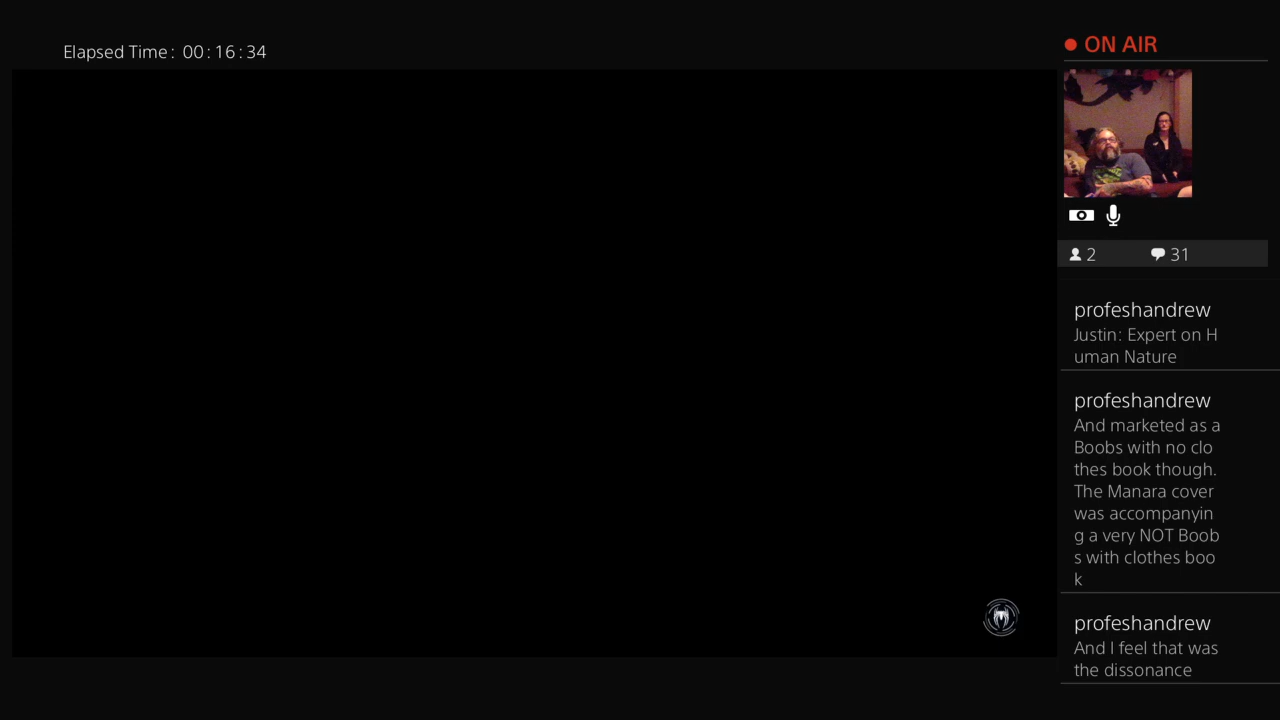 Elapsed Time: 00:16:34
ON AIR
2
31
profeshandrew
Justin: Expert on H
uman Nature
profeshandrew
And marketed as a
Boobs with no clo
thes book though.
The Manara cover
was accompanyin
g a very NOT Boob
s with clothes boo
k
profeshandrew
And I feel that was
the dissonance